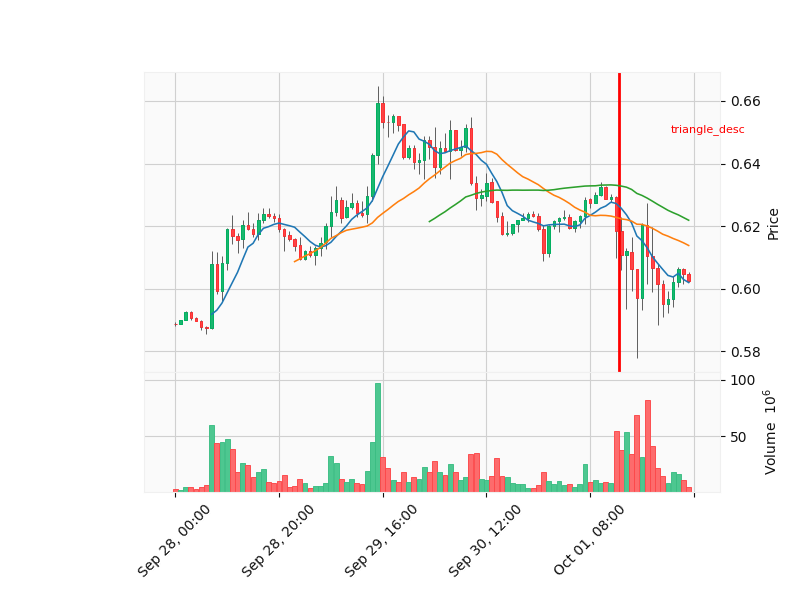 0.66
triangle_desc
0.64
0.62
0.60
0.58
Price
100
50
Volume 10^6
Sep 28, 00:00
Sep 28, 20:00
Sep 29, 16:00
Sep 30, 12:00
Oct 01, 08:00